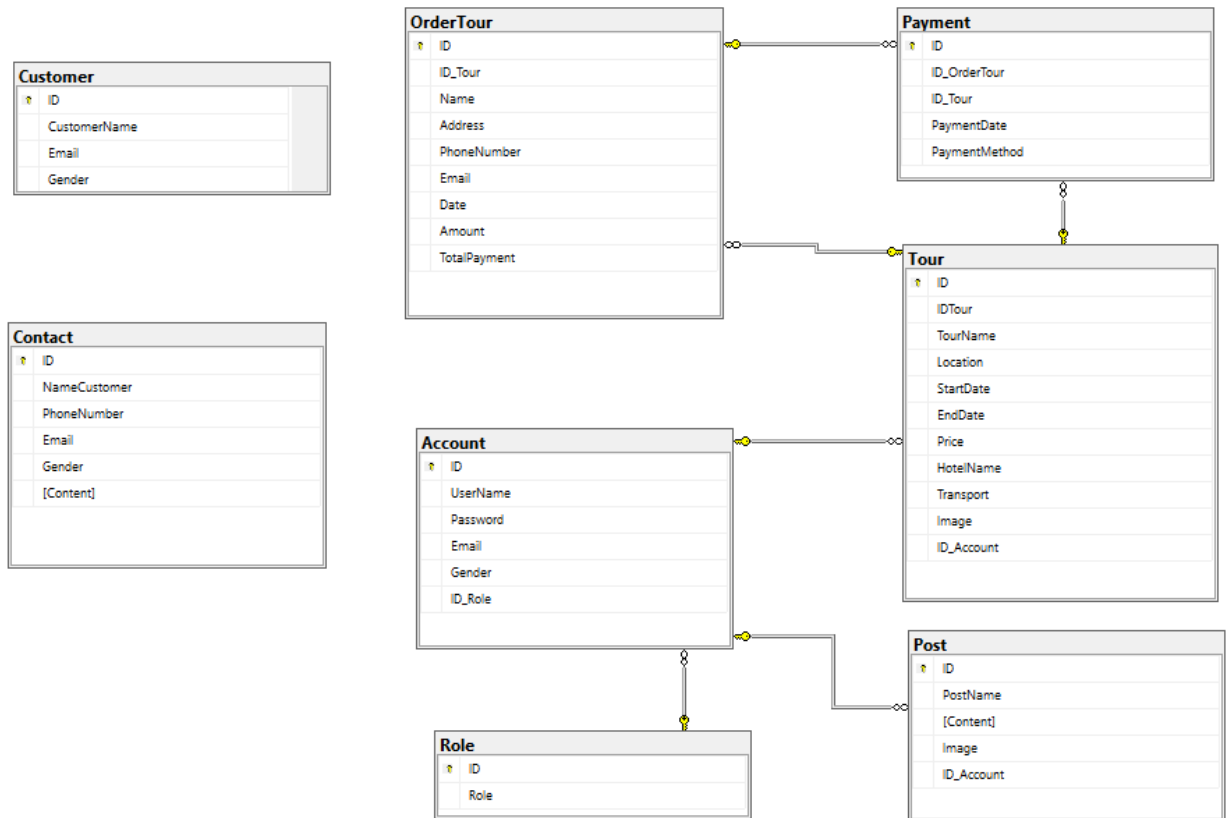 Customer
ID
CustomerName
Email
Gender
OrderTour
ID
ID_Tour
Name
Address
PhoneNumber
Email
Date
Amount
TotalPayment
Payment
ID
ID_OrderTour
ID_Tour
PaymentDate
PaymentMethod
Contact
ID
NameCustomer
PhoneNumber
Email
Gender
[Content]
Tour
ID
IDTour
TourName
Location
StartDate
EndDate
Price
HotelName
Transport
Image
ID_Account
Account
ID
UserName
Password
Email
Gender
ID_Role
Post
ID
PostName
[Content]
Image
ID_Account
Role
ID
Role